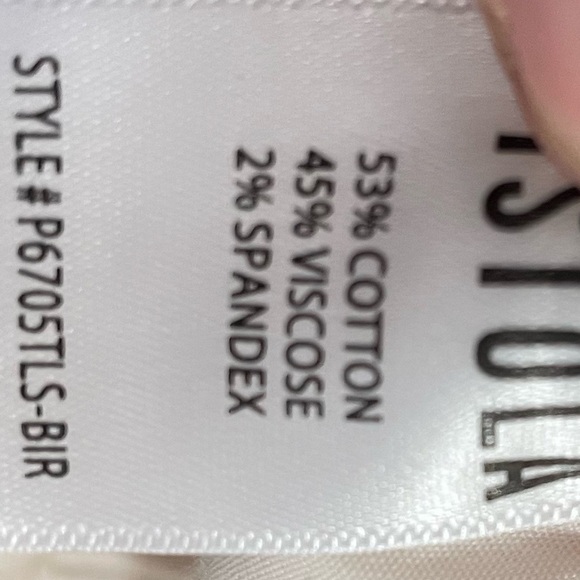 ISTOLA
53% COTTON
45% VISCOSE
2% SPANDEX
STYLE # P6705TLS-BIR